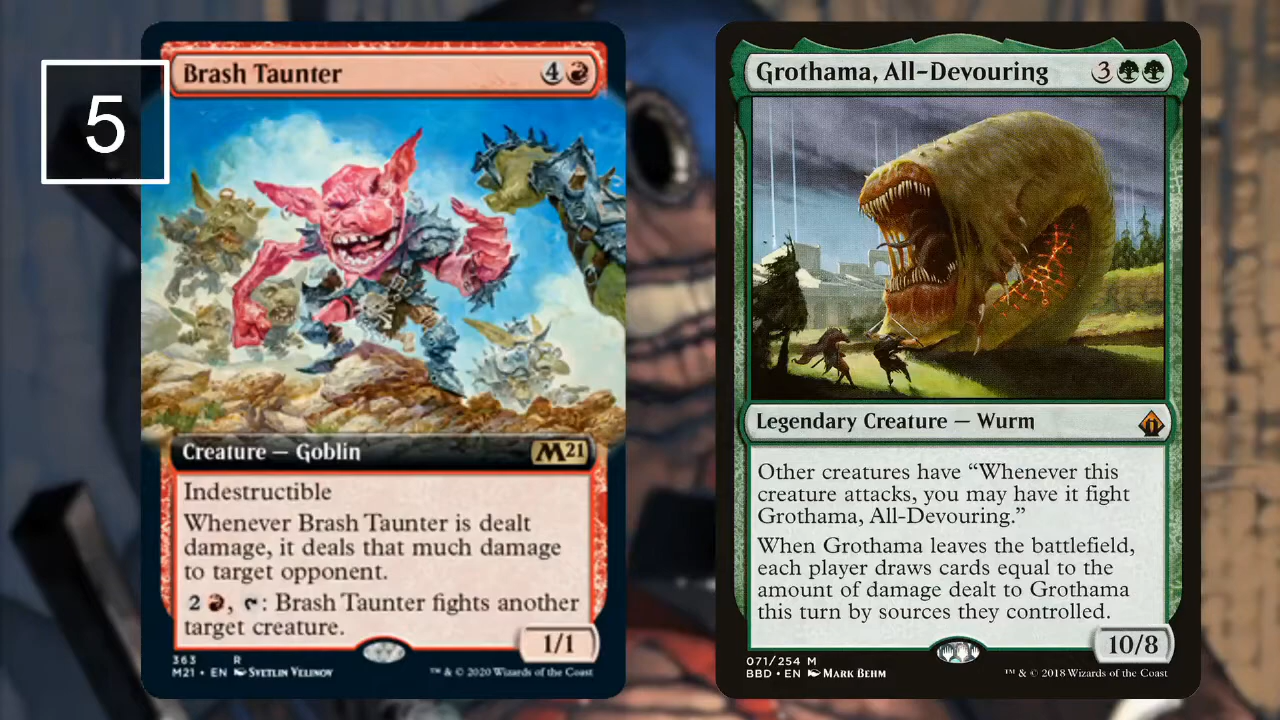 5
Brash Taunter 4
Creature — Goblin M21
Indestructible
Whenever Brash Taunter is dealt
damage, it deals that much damage
to target opponent.
2 , : Brash Taunter fights another
target creature.
1/1
363 R
M21 • EN Svetlin Velinov ™ & © 2020 Wizards of the Coast
Grothama, All-Devouring 3
Legendary Creature — Wurm
Other creatures have “Whenever this
creature attacks, you may have it fight
Grothama, All-Devouring.”
When Grothama leaves the battlefield,
each player draws cards equal to the
amount of damage dealt to Grothama
this turn by sources they controlled.
10/8
071/254 M
BBD • EN Mark Behm ™ & © 2018 Wizards of the Coast